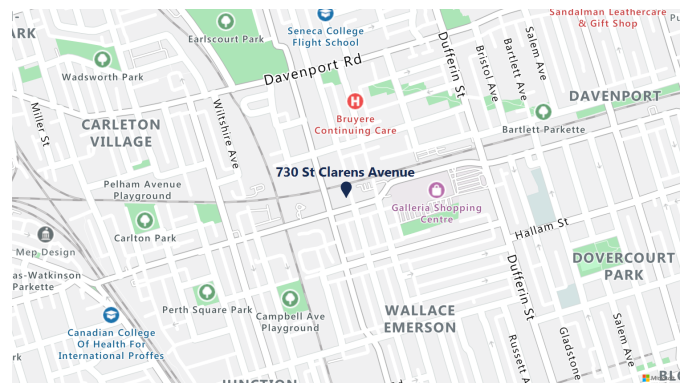 Sandalman Leathercare
& Gift Shop
Seneca College
Flight School
Earlscourt Park
ARK
Wadsworth Park
Davenport Rd
Dufferin St
Bristol Ave
Bartlett Ave
Salem Ave
DAVENPORT
Bruyere
Continuing Care
Bartlett Parkette
Miller St
CARLETON
VILLAGE
Wiltshire Ave
730 St Clarens Avenue
Pelham Avenue
Playground
Galleria Shopping
Centre
Carlton Park
Mep Design
Hallam St
DOVERCOURT
PARK
as-Watkinson
Parkette
Dufferin St
Perth Square Park
Campbell Ave
Playground
WALLACE
EMERSON
Canadian College
Of Health For
International Proffes
Russett A
Gladstone
Salem Ave
JUNCTION
rk